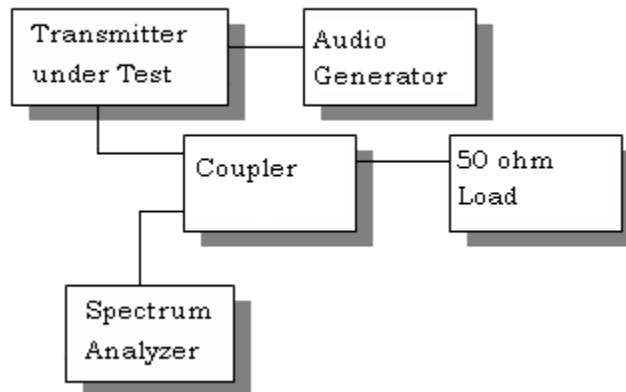 Transmitter
under Test
Audio
Generator
Coupler
50 ohm
Load
Spectrum
Analyzer